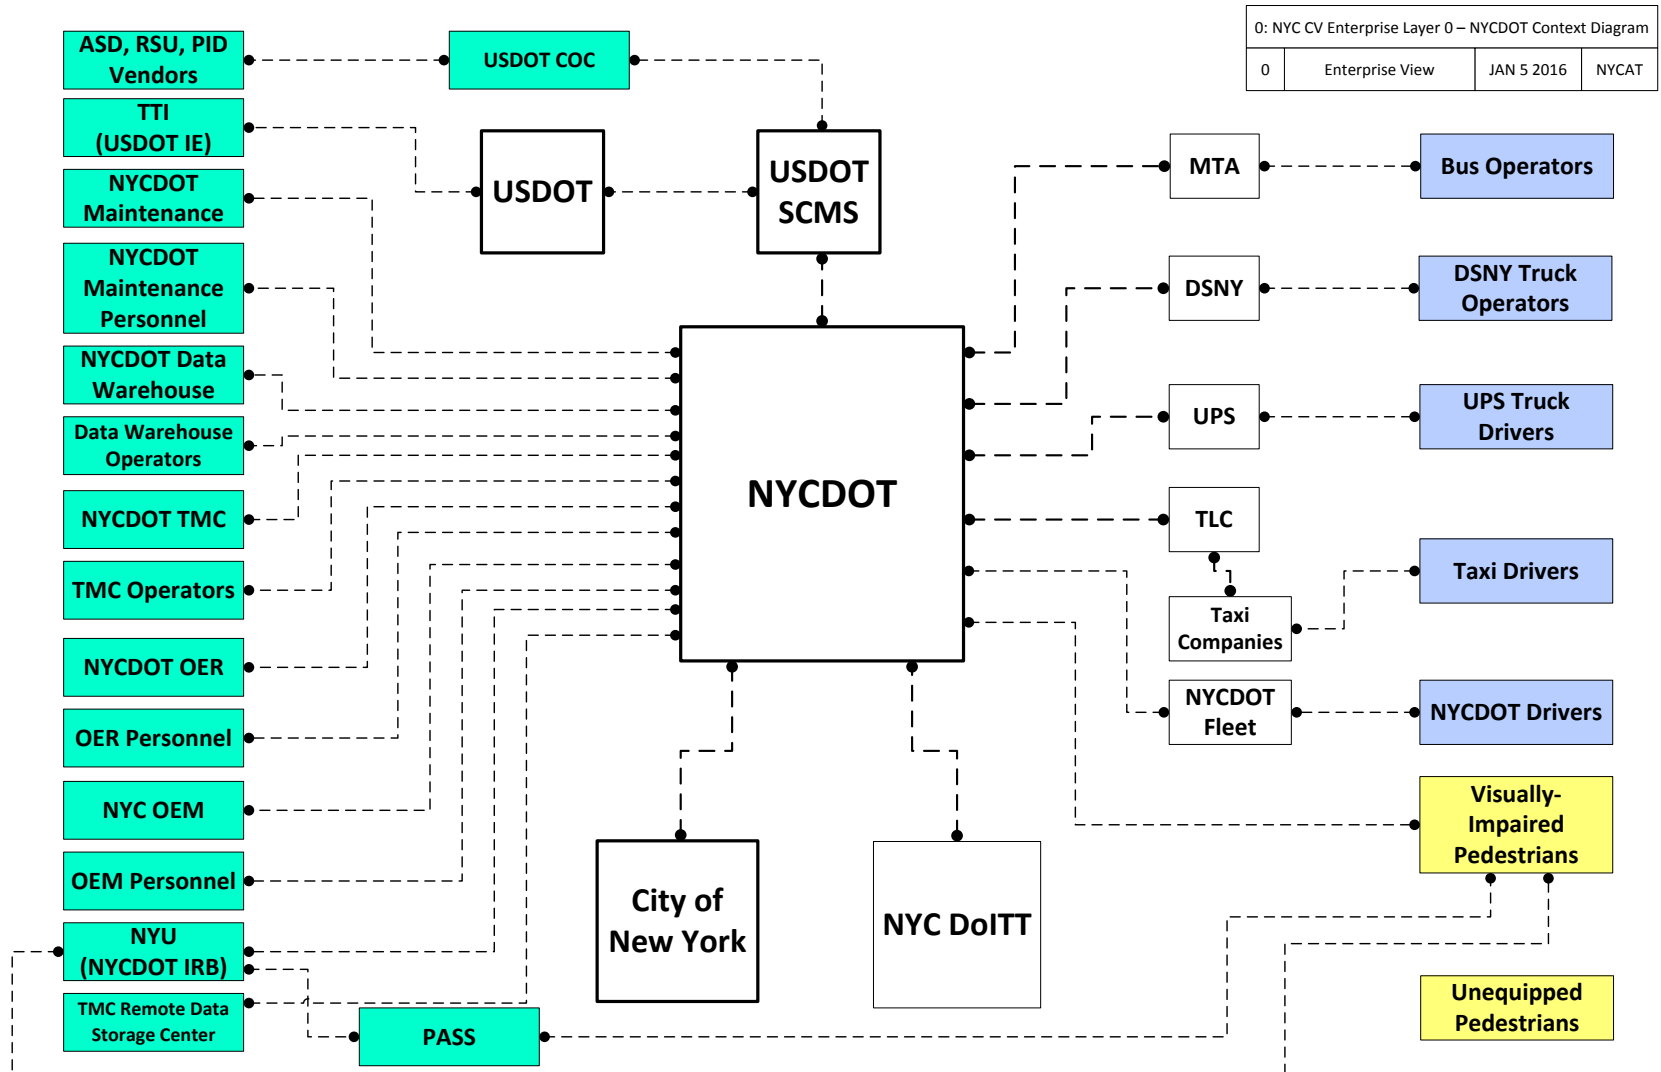 0: NYC CV Enterprise Layer 0 – NYCDOT Context Diagram
0 Enterprise View JAN 5 2016 NYCAT
ASD, RSU, PID
Vendors
USDOT COC
TTI
(USDOT IE)
USDOT
USDOT
SCMS
NYCDOT
Maintenance
NYCDOT
Maintenance
Personnel
NYCDOT Data
Warehouse
Data Warehouse
Operators
NYCDOT TMC
TMC Operators
NYCDOT OER
OER Personnel
NYC OEM
OEM Personnel
NYU
(NYCDOT IRB)
TMC Remote Data
Storage Center
PASS
NYCDOT
City of
New York
NYC DoITT
MTA
Bus Operators
DSNY
DSNY Truck
Operators
UPS
UPS Truck
Drivers
TLC
Taxi
Companies
Taxi Drivers
NYCDOT
Fleet
NYCDOT Drivers
Visually-
Impaired
Pedestrians
Unequipped
Pedestrians